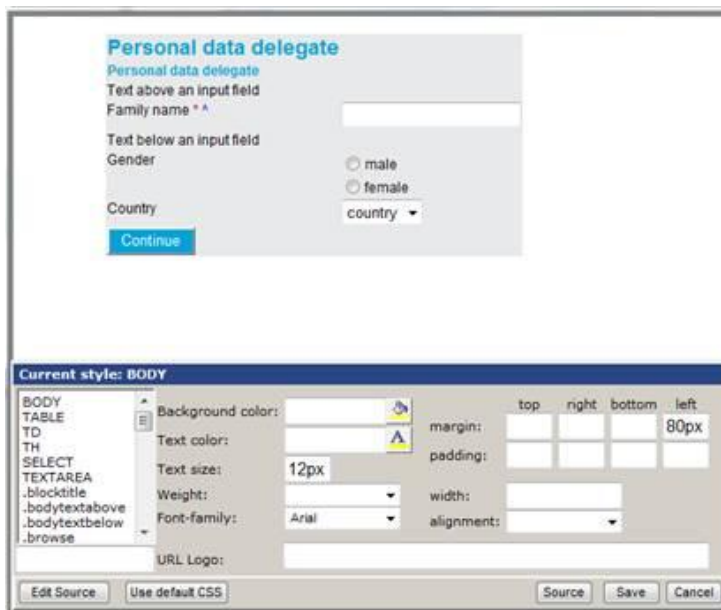 Personal data delegate
Personal data delegate
Text above an input field
Family name * ^
Text below an input field
Gender
male
female
Country
country
Continue
Current style: BODY
BODY
TABLE
TD
TH
SELECT
TEXTAREA
.blocktitle
.bodytextabove
.bodytextbelow
.browse
Background color:
Text color:
A
Text size:
12px
Weight:
Font-family:
Arial
URL Logo:
top right bottom left
margin:
80px
padding:
width:
alignment:
Edit Source
Use default CSS
Source
Save
Cancel